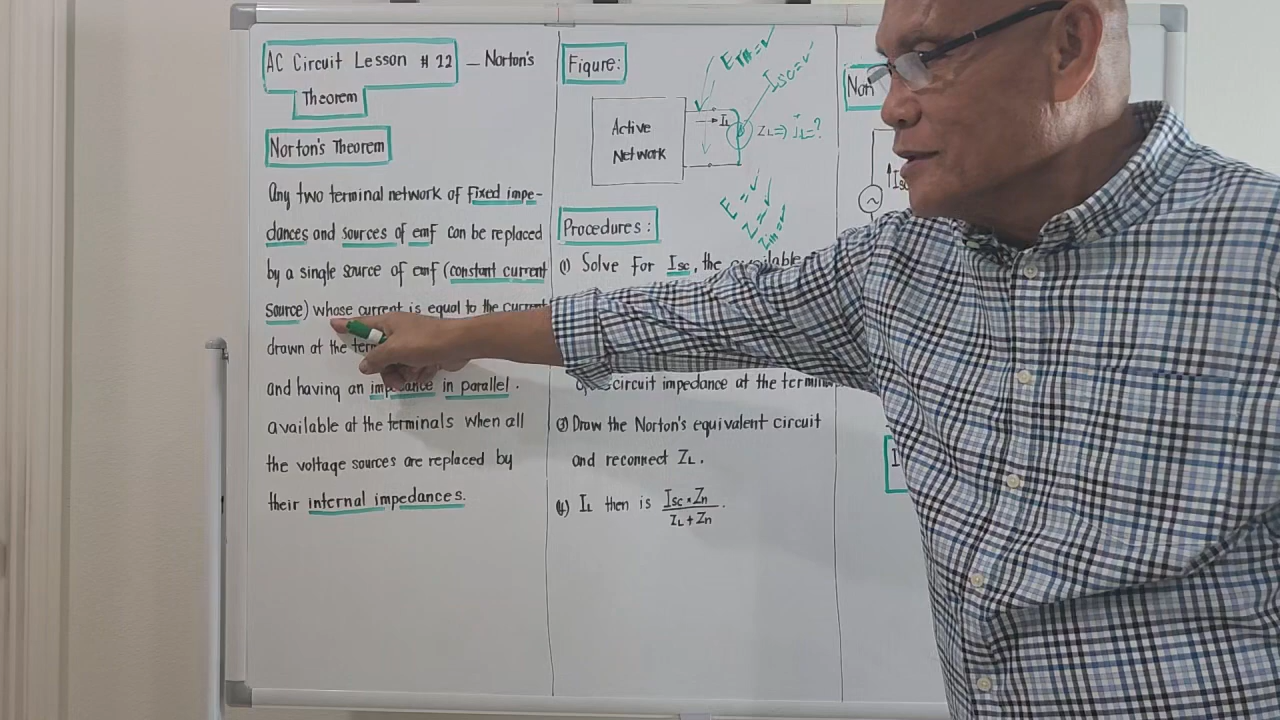 AC Circuit Lesson # 22 – Norton's
Theorem
Norton's Theorem
Any two terminal network of fixed impe-
dances and sources of emf can be replaced
by a single source of emf (constant current
source) whose current is equal to the current
drawn at the
and having an impedance in parallel.
available at the terminals when all
the voltage sources are replaced by
their internal impedances.
Figure:
ETH = ✓
ISC = ✓
Active
Network
IL
ZL ⇒ IL = ?
E = ✓
Z = ✓
Zin = ✓
Procedures:
(1) Solve for Isc, the available
circuit impedance at the
(3) Draw the Norton's equivalent circuit
and reconnect ZL.
(4) IL then is Isc * Zn
ZL + Zn .
Isc